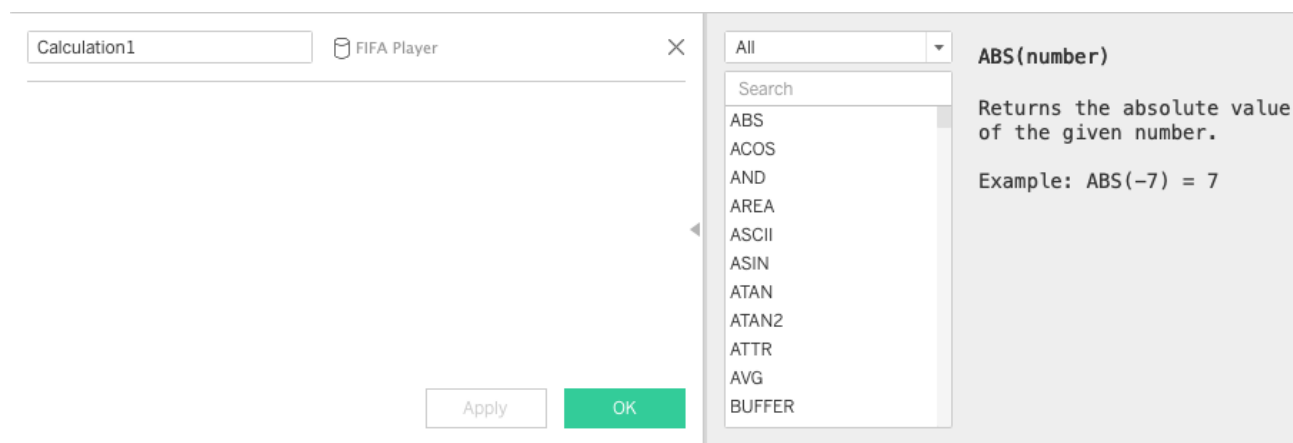 Calculation1
FIFA Player
All
Search
ABS
ACOS
AND
AREA
ASCII
ASIN
ATAN
ATAN2
ATTR
AVG
BUFFER
ABS(number)
Returns the absolute value
of the given number.
Example: ABS(-7) = 7
Apply
OK